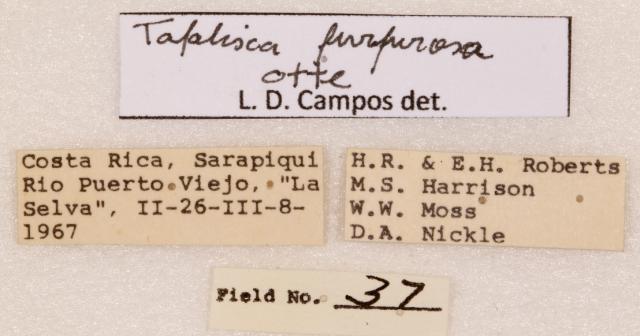 Taphisca purpurosa
otte
L. D. Campos det.
Costa Rica, Sarapiqui
Rio Puerto Viejo, "La
Selva", II-26-III-8-
1967
H.R. & E.H. Roberts
M.S. Harrison
W.W. Moss
D.A. Nickle
Field No. 37